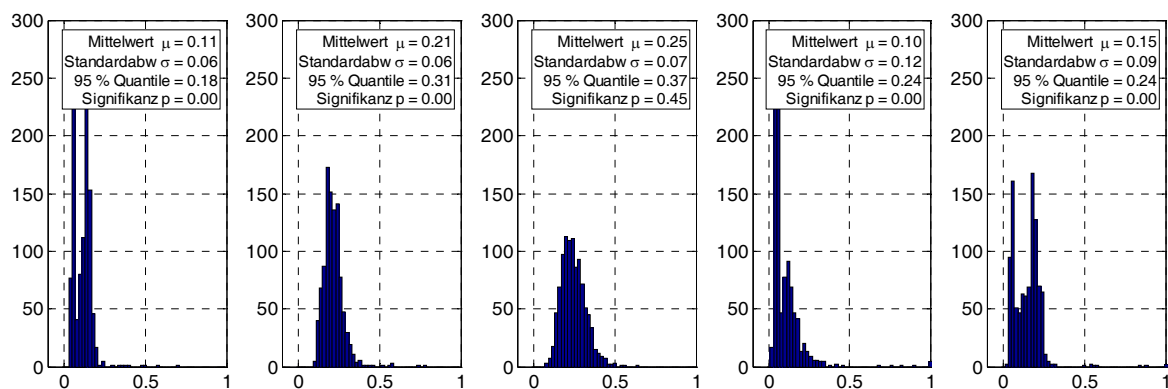 300
250
200
150
100
50
0
0
0.5
1
Mittelwert μ = 0.11
Standardabw σ = 0.06
95 % Quantile = 0.18
Signifikanz p = 0.00
300
250
200
150
100
50
0
0
0.5
1
Mittelwert μ = 0.21
Standardabw σ = 0.06
95 % Quantile = 0.31
Signifikanz p = 0.00
300
250
200
150
100
50
0
0
0.5
1
Mittelwert μ = 0.25
Standardabw σ = 0.07
95 % Quantile = 0.37
Signifikanz p = 0.45
300
250
200
150
100
50
0
0
0.5
1
Mittelwert μ = 0.10
Standardabw σ = 0.12
95 % Quantile = 0.24
Signifikanz p = 0.00
300
250
200
150
100
50
0
0
0.5
1
Mittelwert μ = 0.15
Standardabw σ = 0.09
95 % Quantile = 0.24
Signifikanz p = 0.00